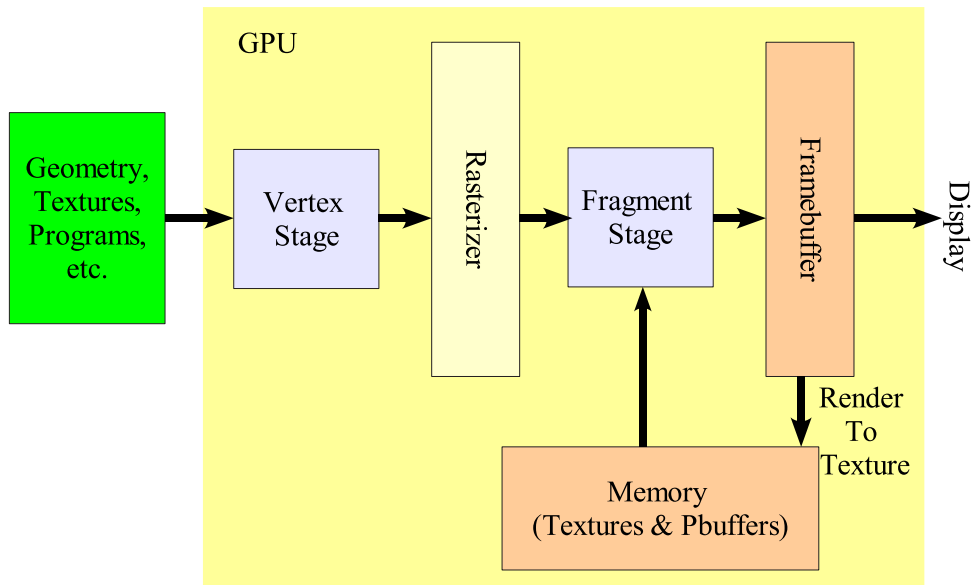 GPU
Geometry,
Textures,
Programs,
etc.
Vertex
Stage
Rasterizer
Fragment
Stage
Framebuffer
Display
Render
To
Texture
Memory
(Textures & Pbuffers)